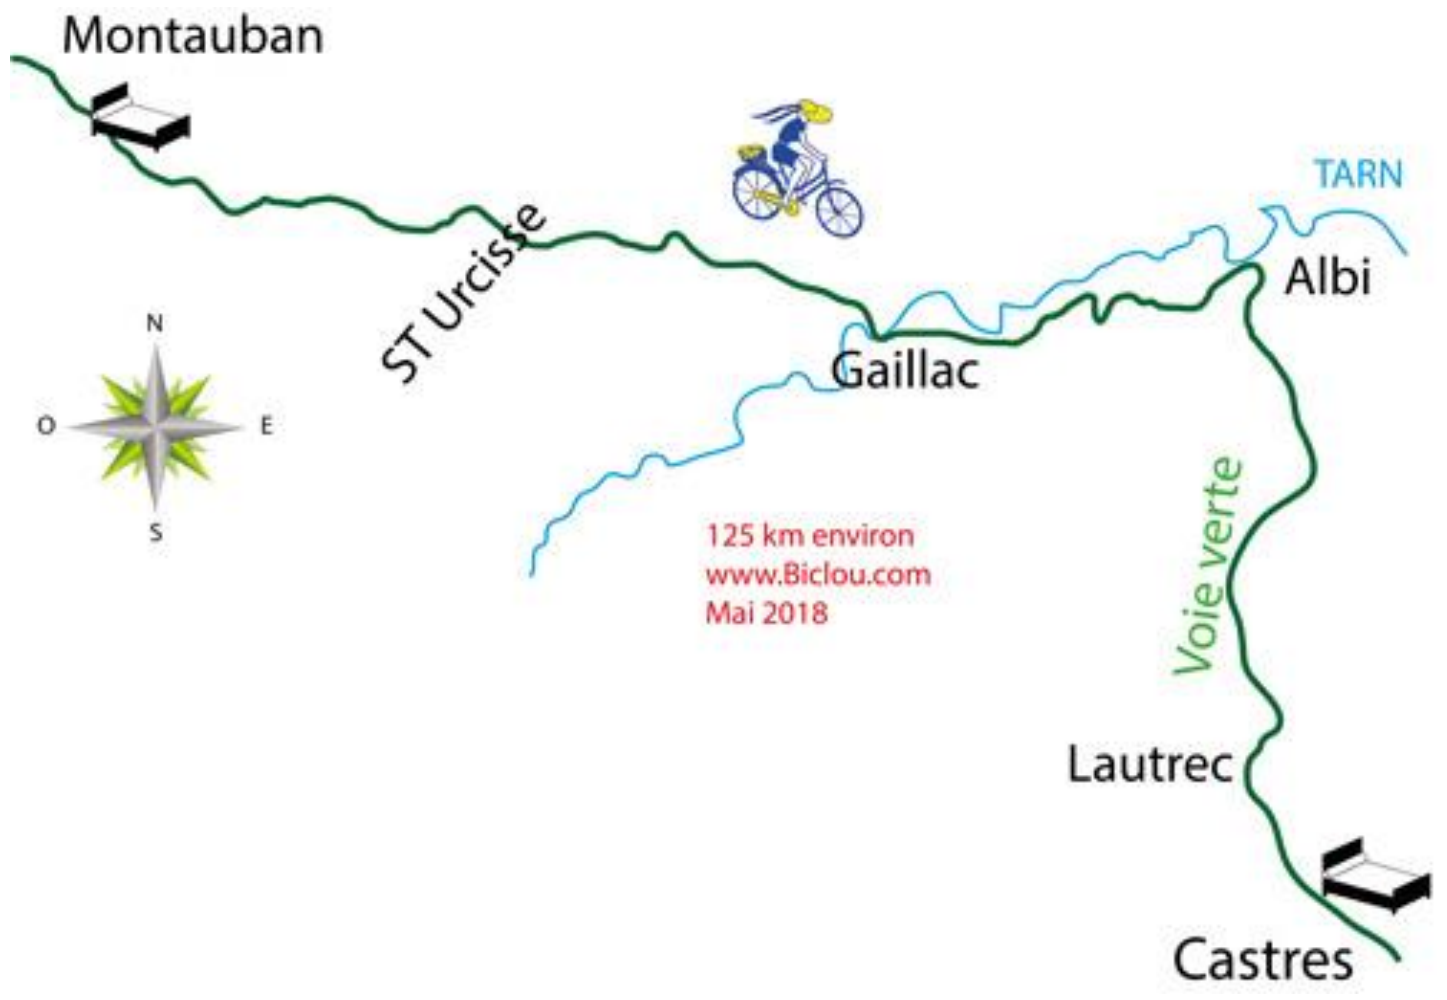 Montauban
TARN
ST Urcisse
Albi
N
Gaillac
O
E
S
Voie verte
125 km environ
www.Biclou.com
Mai 2018
Lautrec
Castres